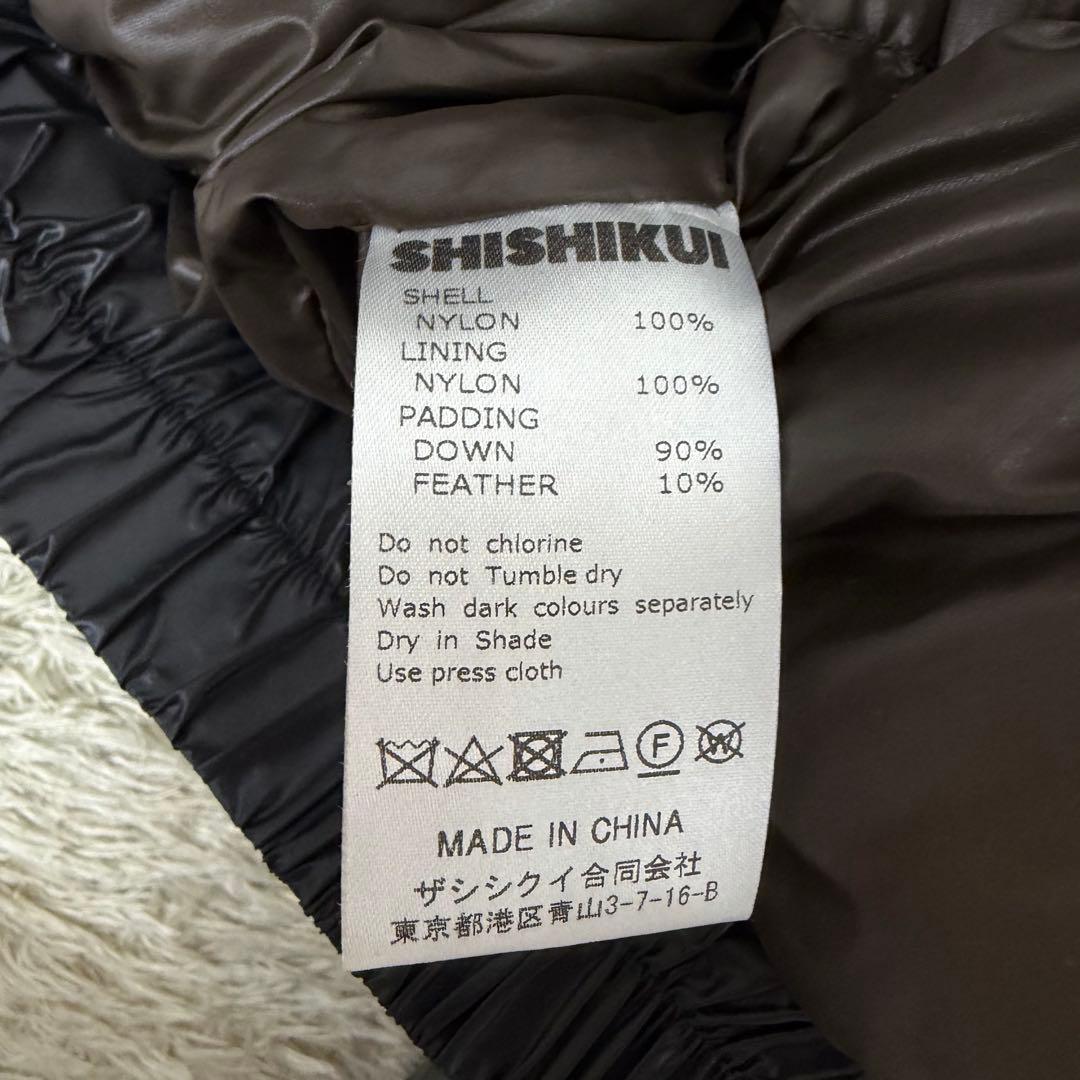 SHISHIKUI
SHELL
NYLON 100%
LINING
NYLON 100%
PADDING
DOWN 90%
FEATHER 10%
Do not chlorine
Do not Tumble dry
Wash dark colours separately
Dry in Shade
Use press cloth
F W
MADE IN CHINA
ザシシクイ合同会社
東京都港区青山3-7-16-B